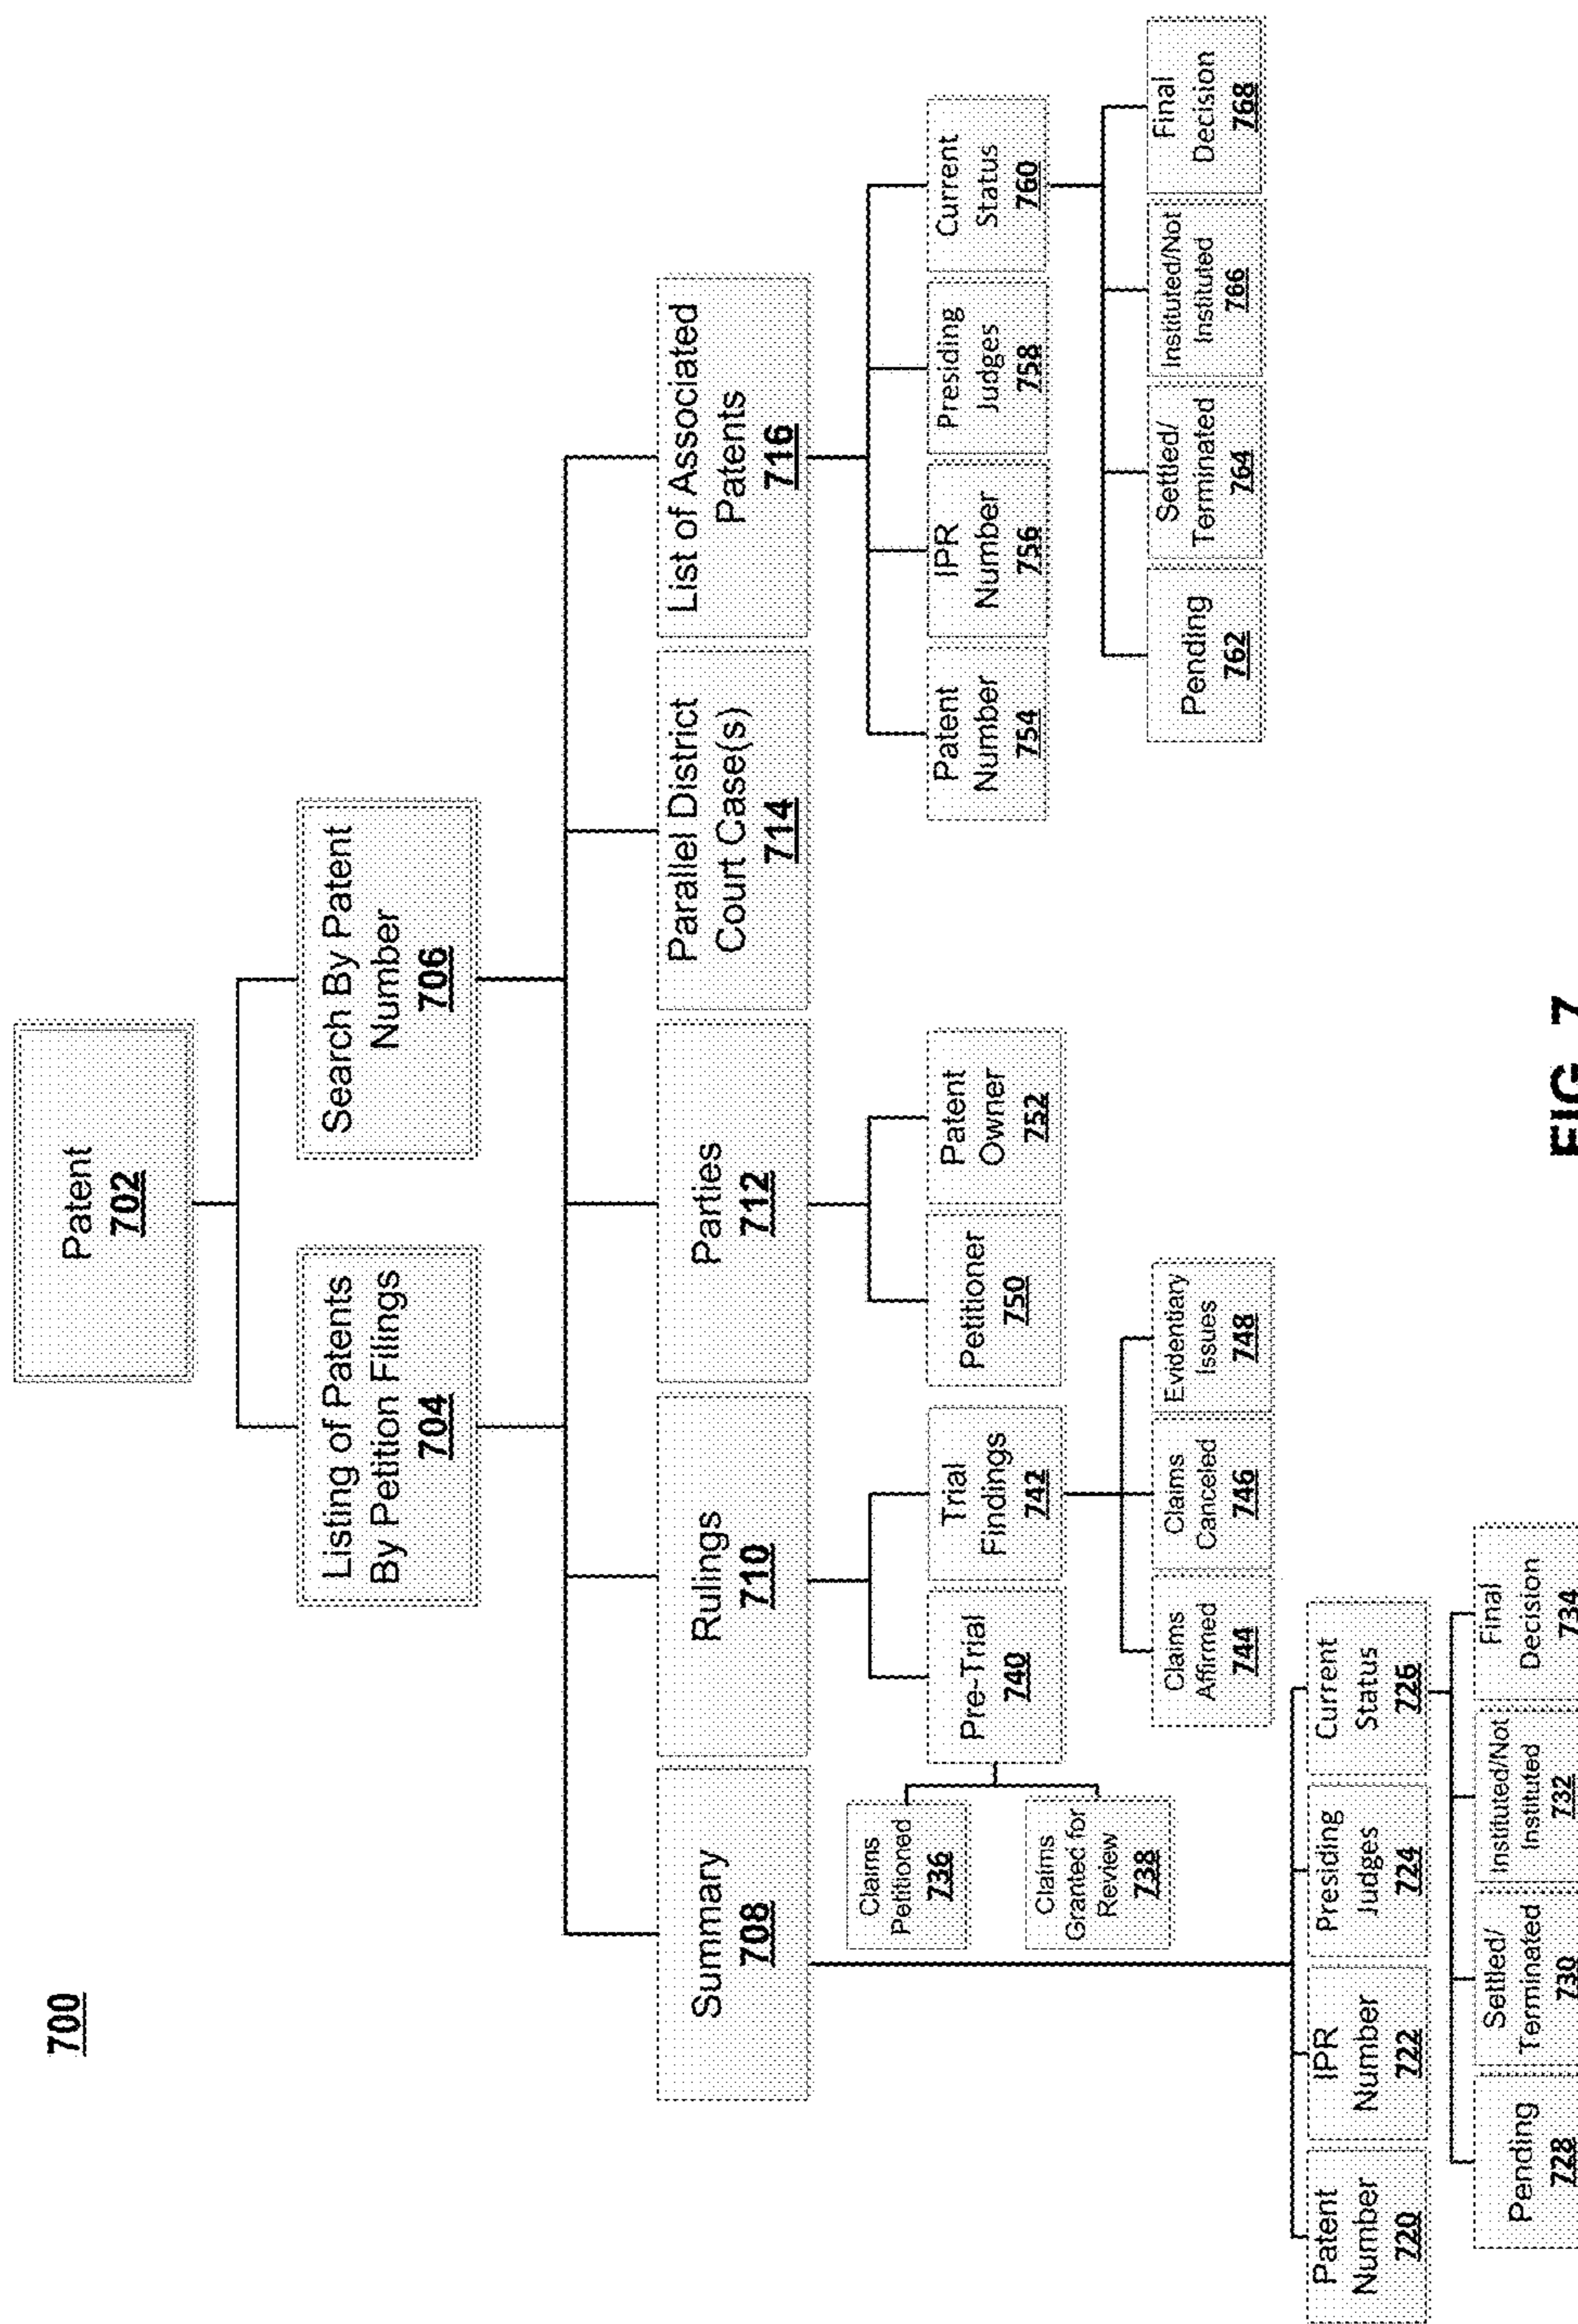 700
Patent
702
Listing of Patents
By Petition Filings
704
Search By Patent
Number
706
Summary
708
Rulings
710
Parties
712
Parallel District
Court Case(s)
714
List of Associated
Patents
716
Claims
Petitioned
736
Claims
Granted for
Review
738
Pre-Trial
740
Trial
Findings
742
Petitioner
750
Patent
Owner
752
Patent
Number
754
IPR
Number
756
Presiding
Judges
758
Current
Status
760
Claims
Affirmed
744
Claims
Canceled
746
Evidentiary
Issues
748
Pending
762
Settled/
Terminated
764
Instituted/Not
Instituted
766
Final
Decision
768
Patent
Number
720
IPR
Number
722
Presiding
Judges
724
Current
Status
726
Pending
728
Settled/
Terminated
730
Instituted/Not
Instituted
732
Final
Decision
734
FIG. 7